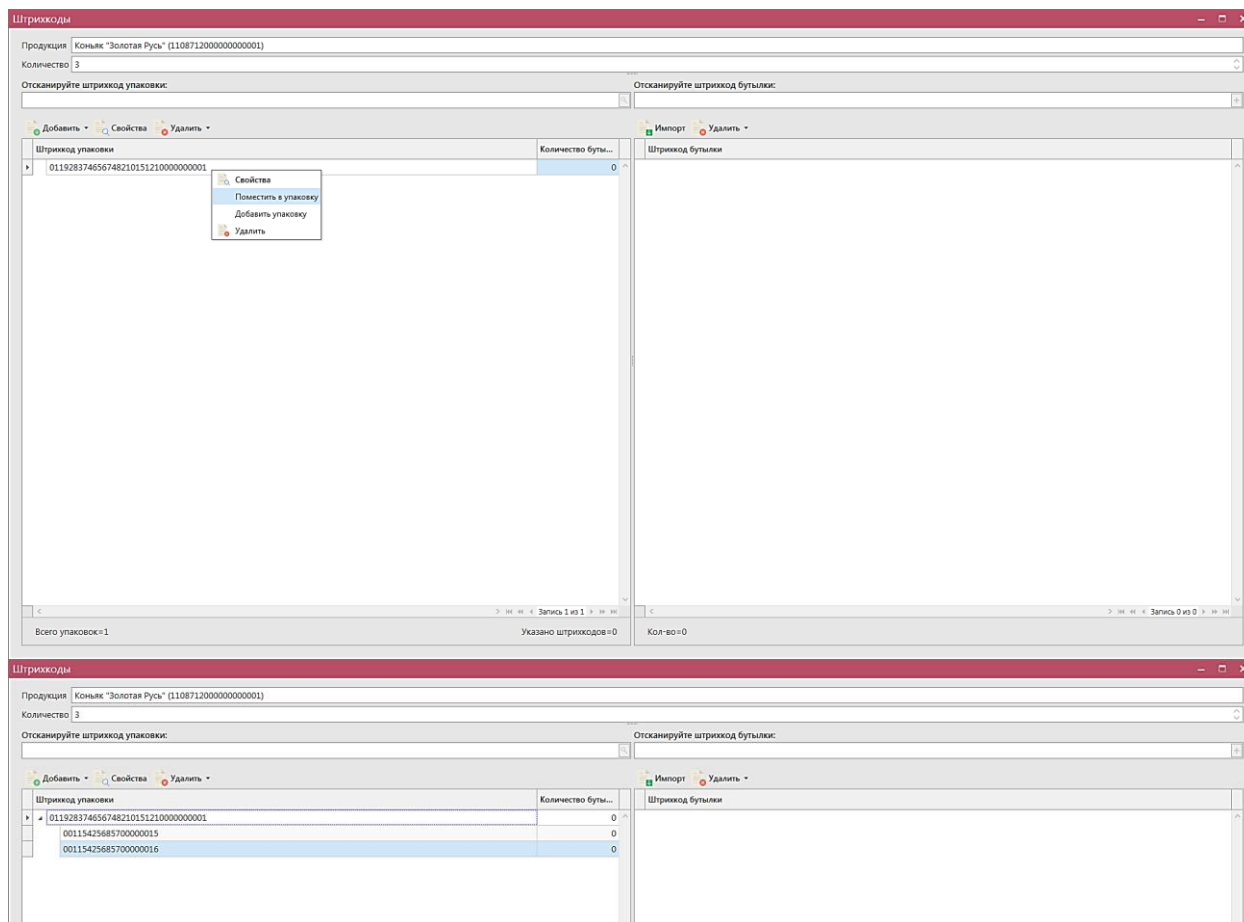 Штрихкоды
Продукция Коньяк "Золотая Русь" (1108712000000000001)
Количество 3
Отсканируйте штрихкод упаковки: Отсканируйте штрихкод бутылки:
Добавить Свойства Удалить Импорт Удалить
Штрихкод упаковки Количество буты... Штрихкод бутылки
01192837465674821015121000000​0001 0
Свойства
Поместить в упаковку
Добавить упаковку
Удалить
Запись 1 из 1 Запись 0 из 0
Всего упаковок=1 Указано штрихкодов=0 Кол-во=0
Штрихкоды
Продукция Коньяк "Золотая Русь" (1108712000000000001)
Количество 3
Отсканируйте штрихкод упаковки: Отсканируйте штрихкод бутылки:
Добавить Свойства Удалить Импорт Удалить
Штрихкод упаковки Количество буты... Штрихкод бутылки
011928374656748210151210000000001 0
00115425685700000015 0
00115425685700000016 0